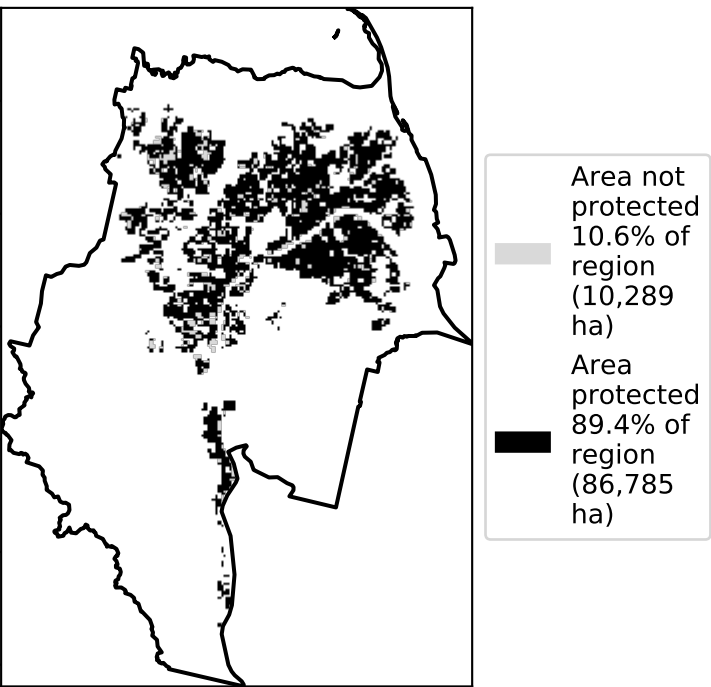 Area not
protected
10.6% of
region
(10,289
ha)
Area
protected
89.4% of
region
(86,785
ha)